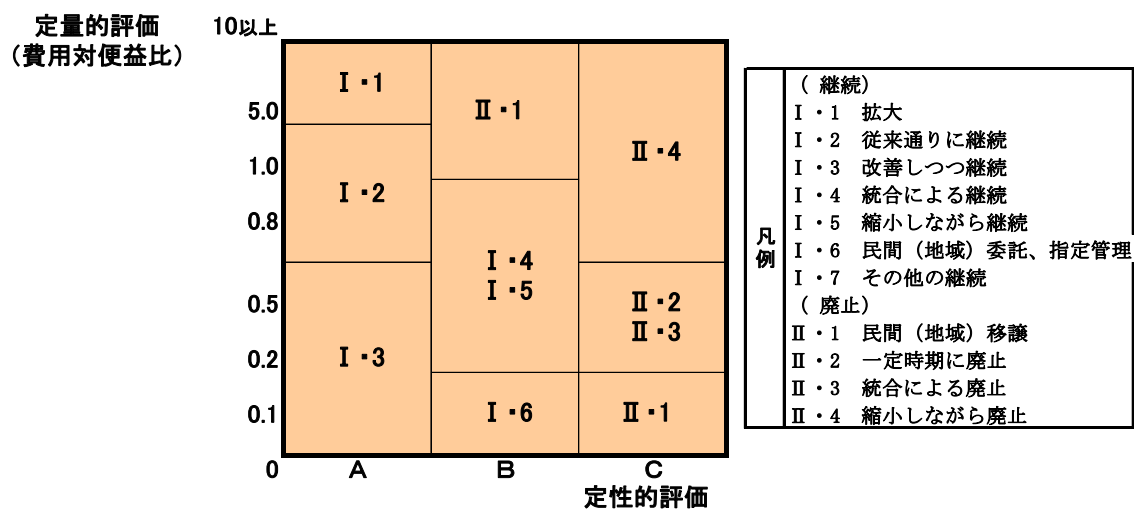 定量的評価
（費用対便益比）
10以上
5.0
1.0
0.8
0.5
0.2
0.1
0
Ⅰ・1
Ⅱ・1
Ⅱ・4
Ⅰ・2
Ⅰ・4
Ⅰ・5
Ⅱ・2
Ⅱ・3
Ⅰ・3
Ⅰ・6
Ⅱ・1
A
B
C
定性的評価
凡例
（ 継続）
Ⅰ・1 拡大
Ⅰ・2 従来通りに継続
Ⅰ・3 改善しつつ継続
Ⅰ・4 統合による継続
Ⅰ・5 縮小しながら継続
Ⅰ・6 民間（地域）委託、指定管理
Ⅰ・7 その他の継続
（ 廃止）
Ⅱ・1 民間（地域）移譲
Ⅱ・2 一定時期に廃止
Ⅱ・3 統合による廃止
Ⅱ・4 縮小しながら廃止